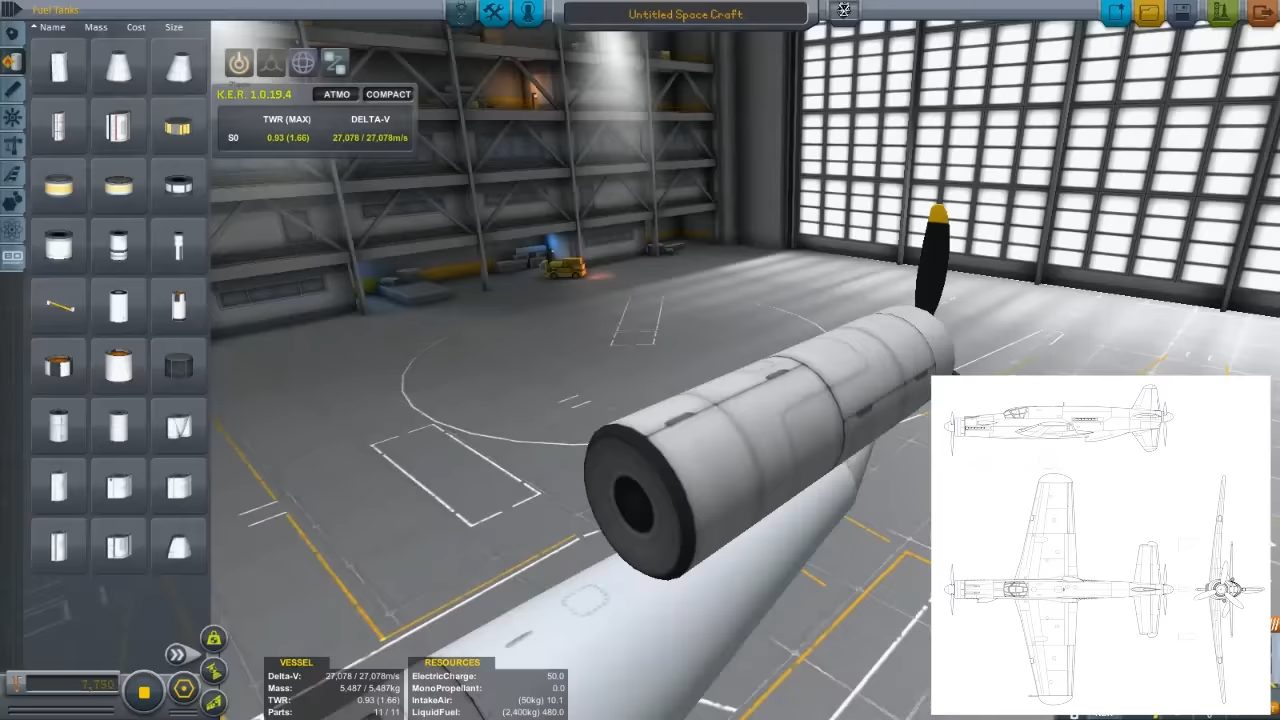 Fuel Tanks
Untitled Space Craft
Name Mass Cost Size
K.E.R. 1.0.19.4 ATMO COMPACT
TWR (MAX) DELTA-V
S0 0.93 (1.66) 27,078 / 27,078m/s
7,790
VESSEL
Delta-V: 27,078 / 27,078m/s
Mass: 5,487 / 5,487kg
TWR: 0.93 (1.66)
Parts: 11 / 11
RESOURCES
ElectricCharge: 50.0
MonoPropellant: 0.0
IntakeAir: (50kg) 10.1
LiquidFuel: (2,400kg) 480.0